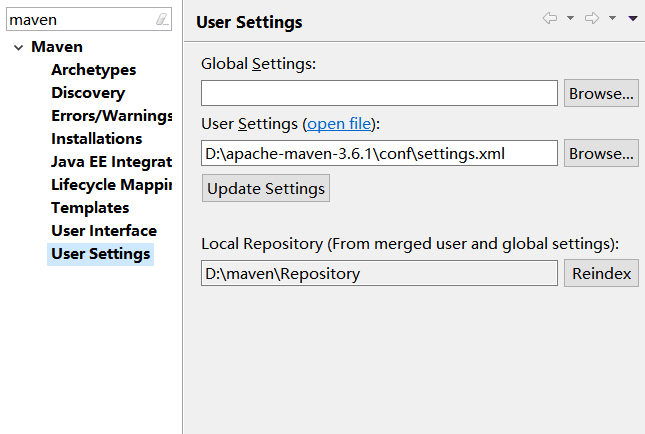 maven
Maven
Archetypes
Discovery
Errors/Warnings
Installations
Java EE Integrat
Lifecycle Mappin
Templates
User Interface
User Settings
User Settings
Global Settings:
Browse...
User Settings (open file):
D:\apache-maven-3.6.1\conf\settings.xml
Browse...
Update Settings
Local Repository (From merged user and global settings):
D:\maven\Repository
Reindex